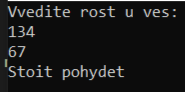 Vvedite rost u ves:
134
67
Stoit pohydet